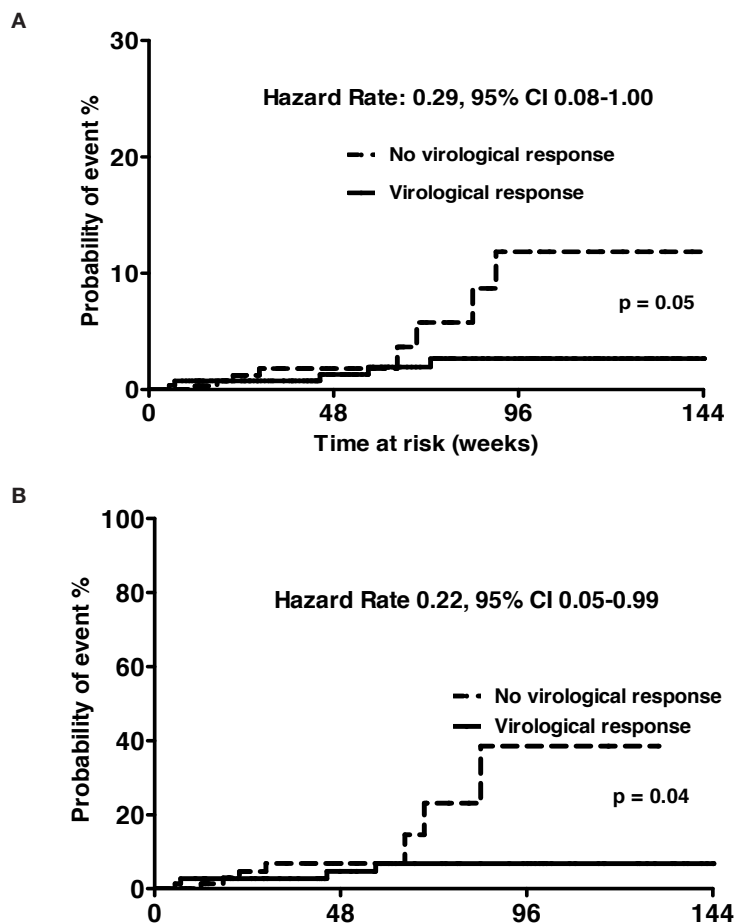 A
30
Hazard Rate: 0.29, 95% CI 0.08-1.00
No virological response
Virological response
20
10
0
p = 0.05
Probability of event %
0 48 96 144
Time at risk (weeks)
B
100
80
60
40
20
0
Hazard Rate 0.22, 95% CI 0.05-0.99
No virological response
Virological response
p = 0.04
Probability of event %
0 48 96 144